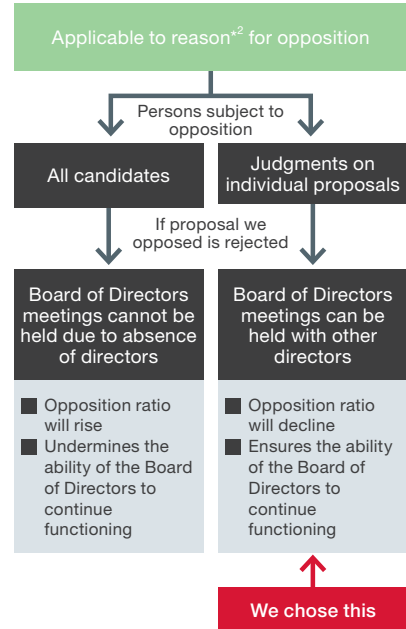 Applicable to reason*2 for opposition
Persons subject to
opposition
All candidates
Judgments on
individual proposals
If proposal we
opposed is rejected
Board of Directors
meetings cannot be
held due to absence
of directors
Board of Directors
meetings can be
held with other
directors
■ Opposition ratio
will rise
■ Undermines the
ability of the Board
of Directors to
continue
functioning
■ Opposition ratio
will decline
■ Ensures the ability
of the Board of
Directors to
continue
functioning
We chose this